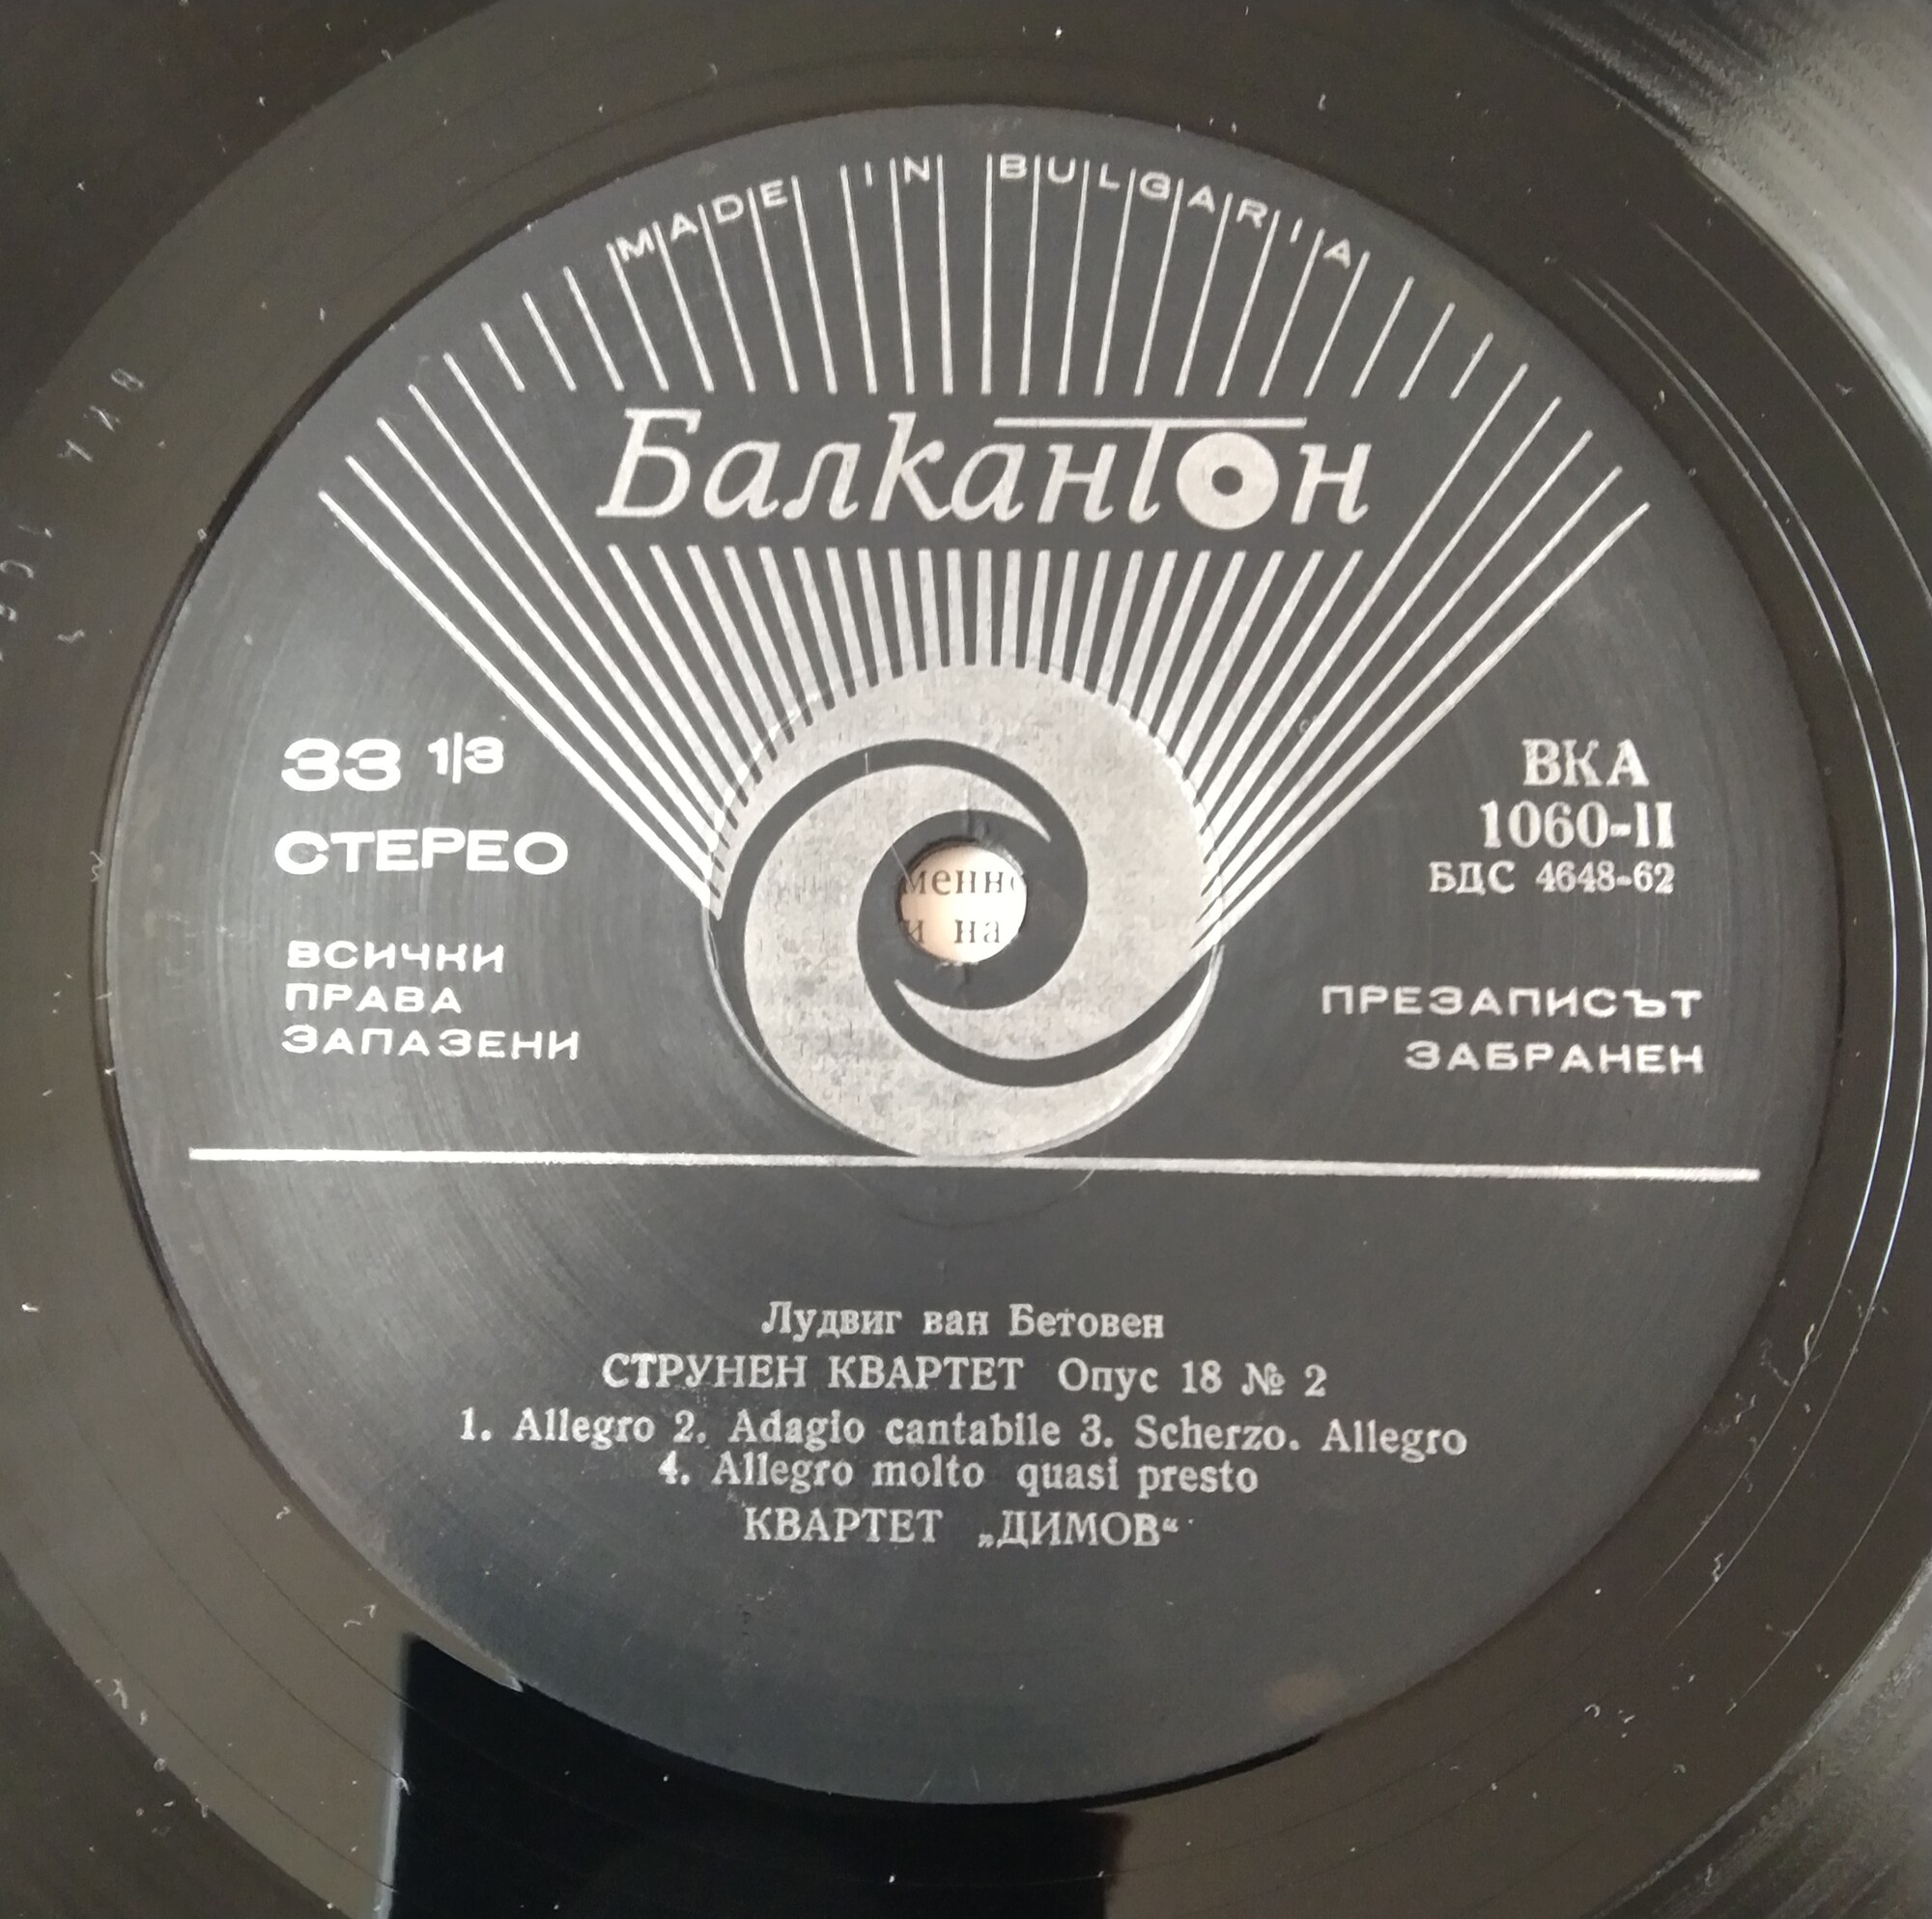 MADE IN BULGARIA
Балкантон
33 1/3
СТЕРЕО
ВСИЧКИ
ПРАВА
ЗАПАЗЕНИ
ВКА
1060-II
БДС 4648-62
ПРЕЗАПИСЪТ
ЗАБРАНЕН
и на
Лудвиг ван Бетовен
СТРУНЕН КВАРТЕТ Опус 18 № 2
1. Allegro 2. Adagio cantabile 3. Scherzo. Allegro
4. Allegro molto quasi presto
КВАРТЕТ „ДИМОВ“